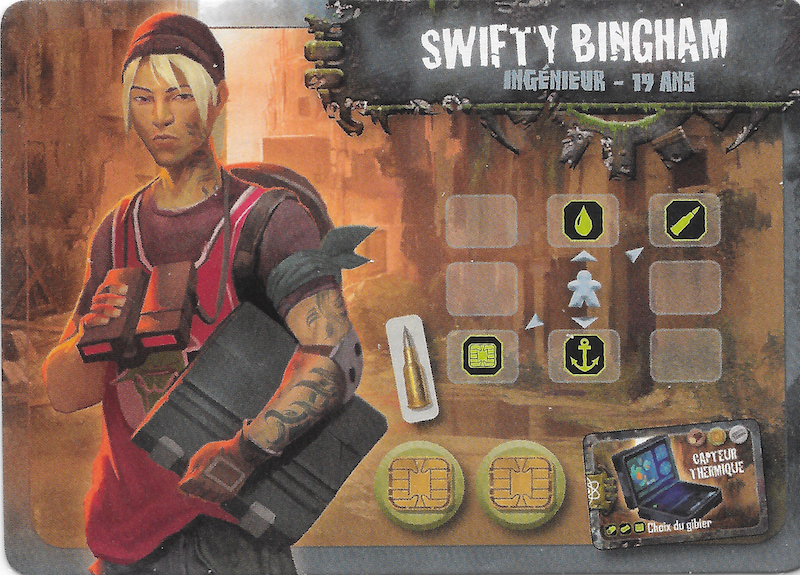 SWIFTY BINGHAM
INGÉNIEUR - 19 ANS
CAPTEUR
THERMIQUE
Choix du gibier